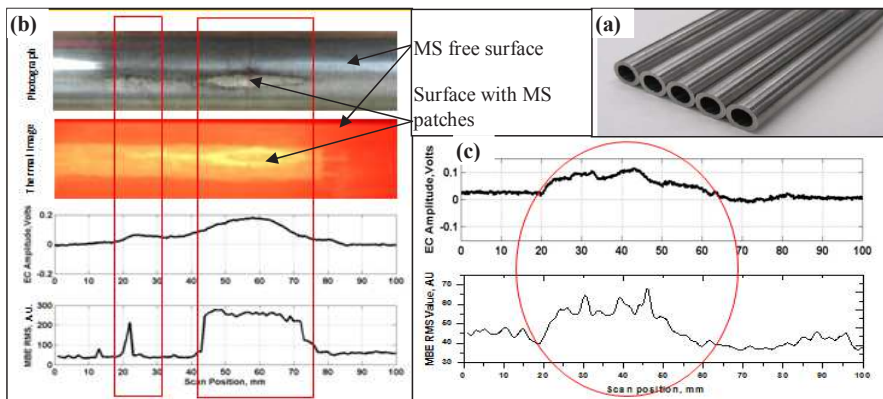 (b)
Photograph
MS free surface
Surface with MS
patches
Thermal Image
EC Amplitude,Volts
0.2
0
-0.2
0 10 20 30 40 50 60 70 80 90 100
MBE RMS, A.U.
300
200
100
0
0 10 20 30 40 50 60 70 80 90 100
Scan Position, mm
(a)
(c)
EC Amplitude,Volts
0.1
0
-0.1
0 10 20 30 40 50 60 70 80 90 100
MBE RMS Value, AU
70
60
50
40
30
0 10 20 30 40 50 60 70 80 90 100
Scan position, mm